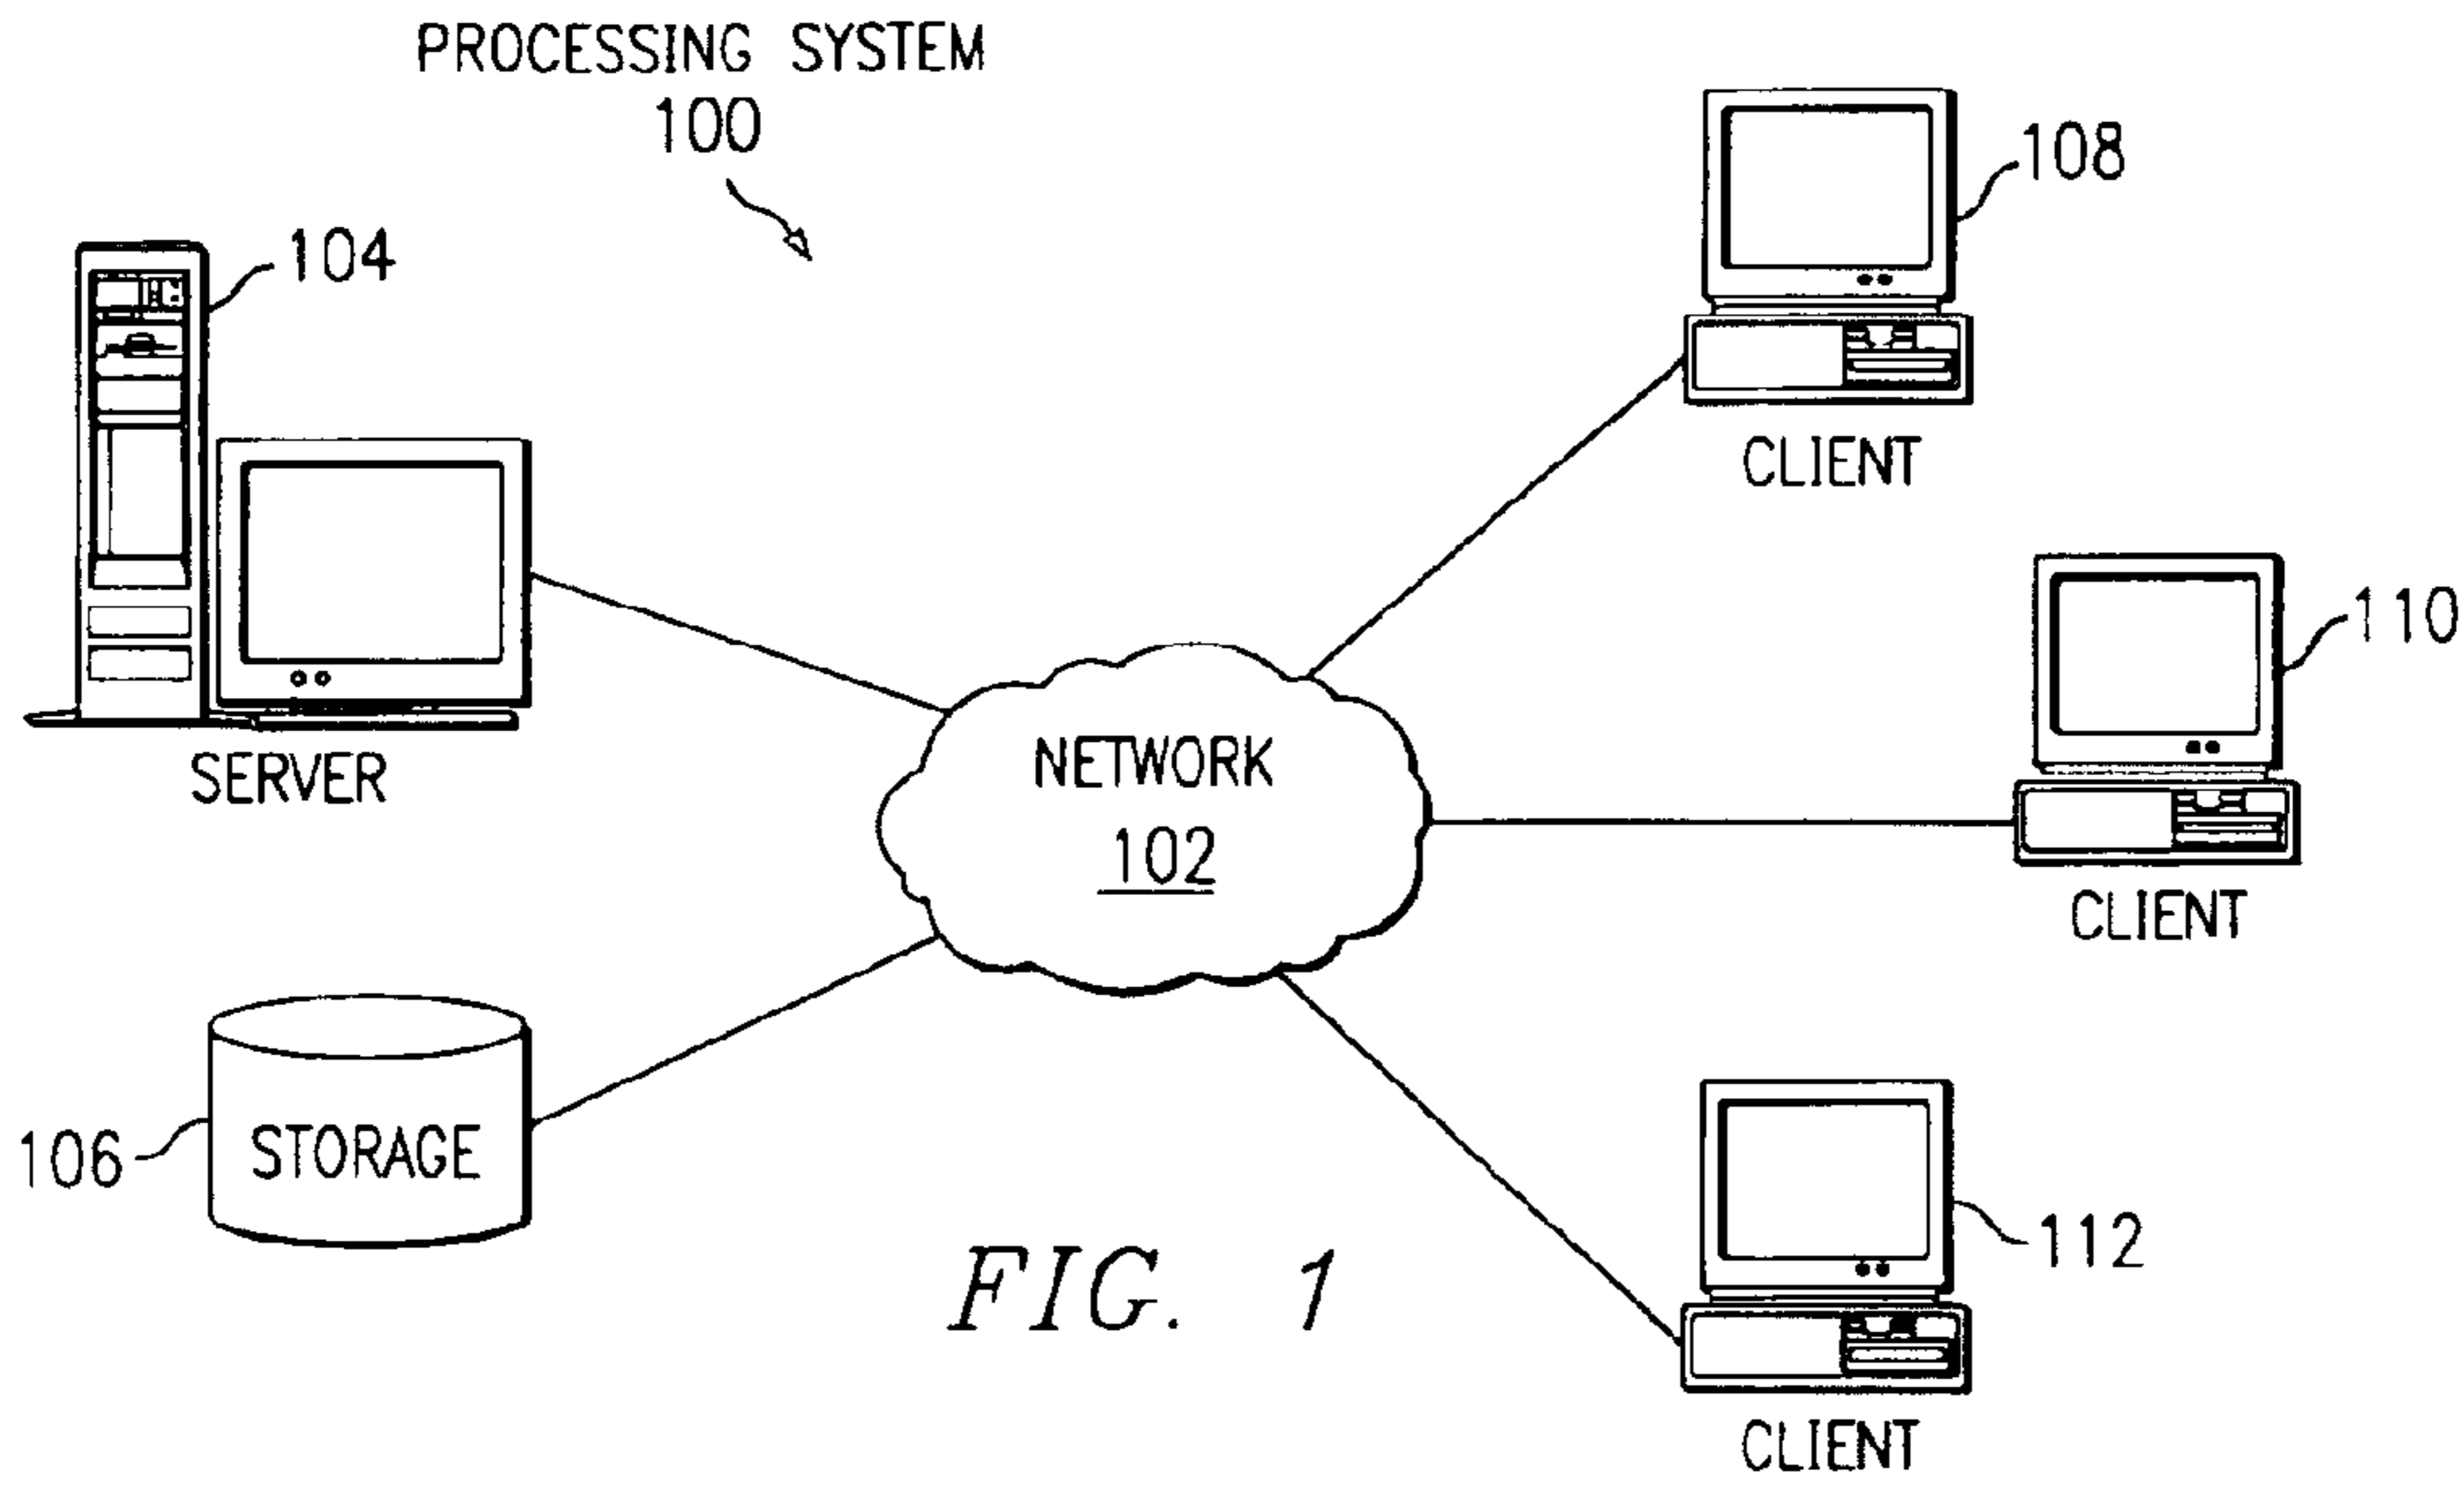 PROCESSING SYSTEM
100
108
104
CLIENT
110
SERVER
NETWORK
102
CLIENT
106
STORAGE
112
FIG. 1
CLIENT